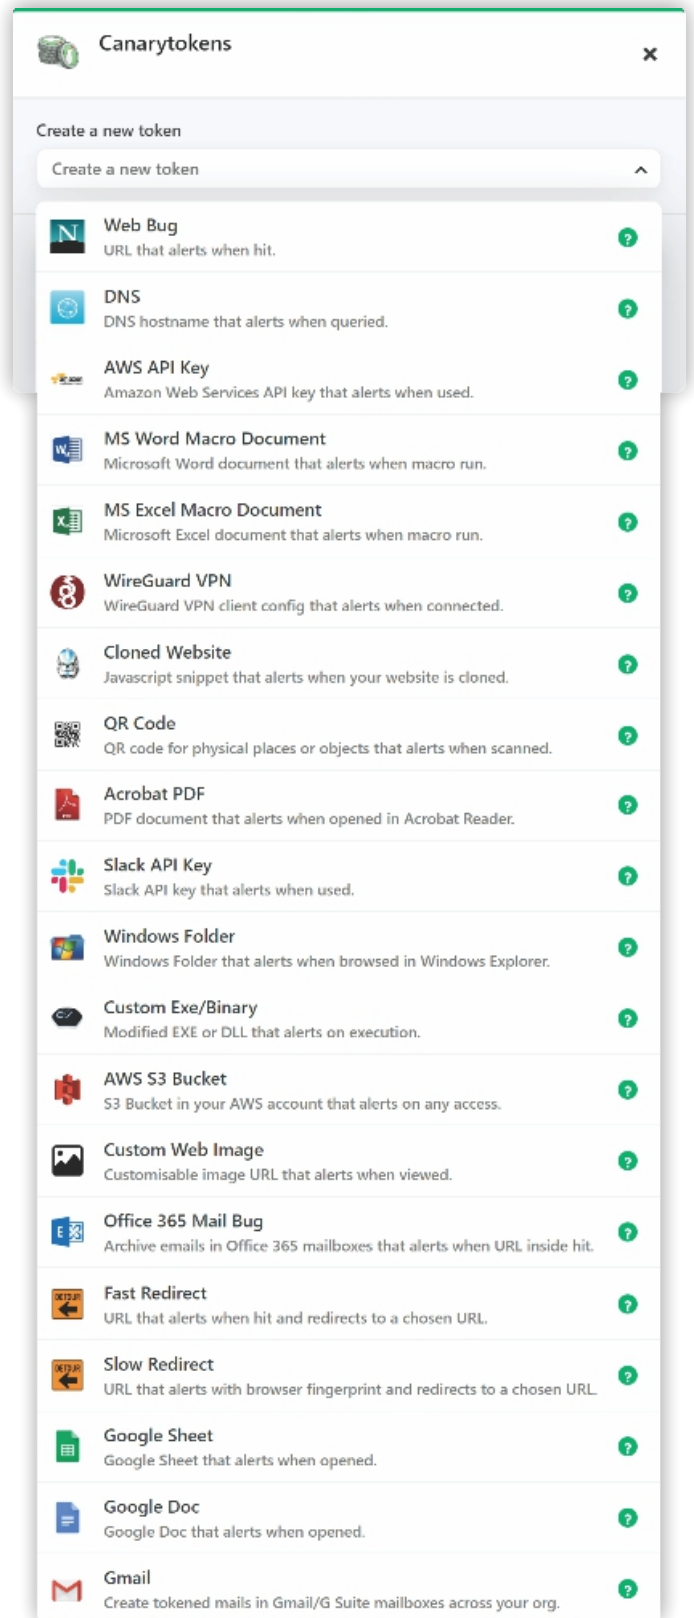 Canarytokens
Create a new token
Create a new token
Web Bug
URL that alerts when hit.
DNS
DNS hostname that alerts when queried.
AWS API Key
Amazon Web Services API key that alerts when used.
MS Word Macro Document
Microsoft Word document that alerts when macro run.
MS Excel Macro Document
Microsoft Excel document that alerts when macro run.
WireGuard VPN
WireGuard VPN client config that alerts when connected.
Cloned Website
Javascript snippet that alerts when your website is cloned.
QR Code
QR code for physical places or objects that alerts when scanned.
Acrobat PDF
PDF document that alerts when opened in Acrobat Reader.
Slack API Key
Slack API key that alerts when used.
Windows Folder
Windows Folder that alerts when browsed in Windows Explorer.
Custom Exe/Binary
Modified EXE or DLL that alerts on execution.
AWS S3 Bucket
S3 Bucket in your AWS account that alerts on any access.
Custom Web Image
Customisable image URL that alerts when viewed.
Office 365 Mail Bug
Archive emails in Office 365 mailboxes that alerts when URL inside hit.
DETOUR
Fast Redirect
URL that alerts when hit and redirects to a chosen URL.
DETOUR
Slow Redirect
URL that alerts with browser fingerprint and redirects to a chosen URL.
Google Sheet
Google Sheet that alerts when opened.
Google Doc
Google Doc that alerts when opened.
Gmail
Create tokened mails in Gmail/G Suite mailboxes across your org.